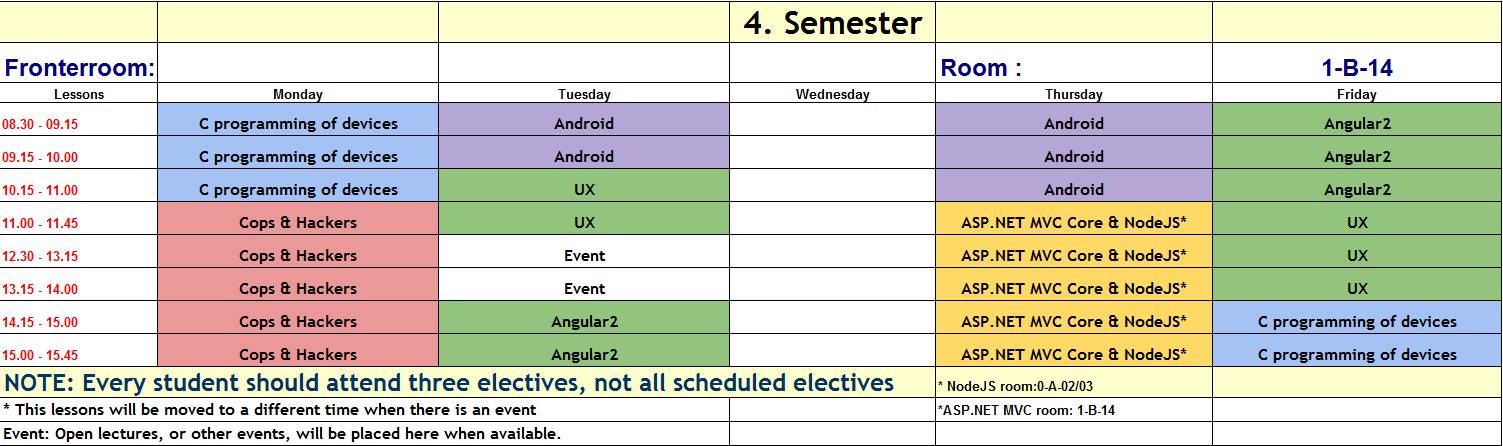 4. Semester
Fronterroom: Room : 1-B-14
Lessons Monday Tuesday Wednesday Thursday Friday
08.30 - 09.15 C programming of devices Android Android Angular2
09.15 - 10.00 C programming of devices Android Android Angular2
10.15 - 11.00 C programming of devices UX Android Angular2
11.00 - 11.45 Cops & Hackers UX ASP.NET MVC Core & NodeJS* UX
12.30 - 13.15 Cops & Hackers Event ASP.NET MVC Core & NodeJS* UX
13.15 - 14.00 Cops & Hackers Event ASP.NET MVC Core & NodeJS* UX
14.15 - 15.00 Cops & Hackers Angular2 ASP.NET MVC Core & NodeJS* C programming of devices
15.00 - 15.45 Cops & Hackers Angular2 ASP.NET MVC Core & NodeJS* C programming of devices
NOTE: Every student should attend three electives, not all scheduled electives * NodeJS room:0-A-02/03
* This lessons will be moved to a different time when there is an event *ASP.NET MVC room: 1-B-14
Event: Open lectures, or other events, will be placed here when available.